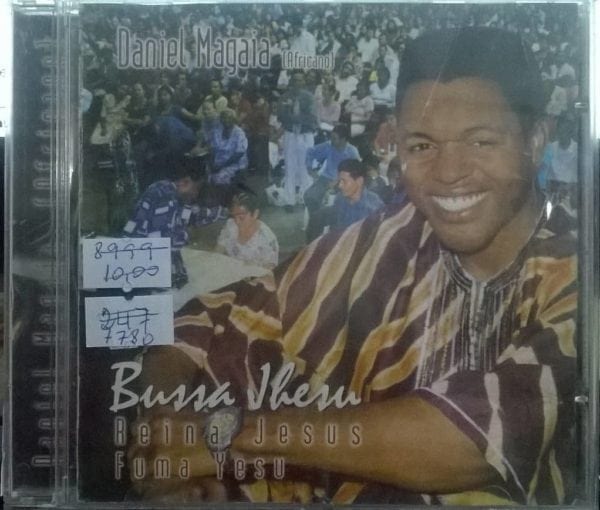 Daniel Magaia (Africano)
8999
10,00
7780
Bussa Jhesu
Reina Jesus
Fuma Yesu